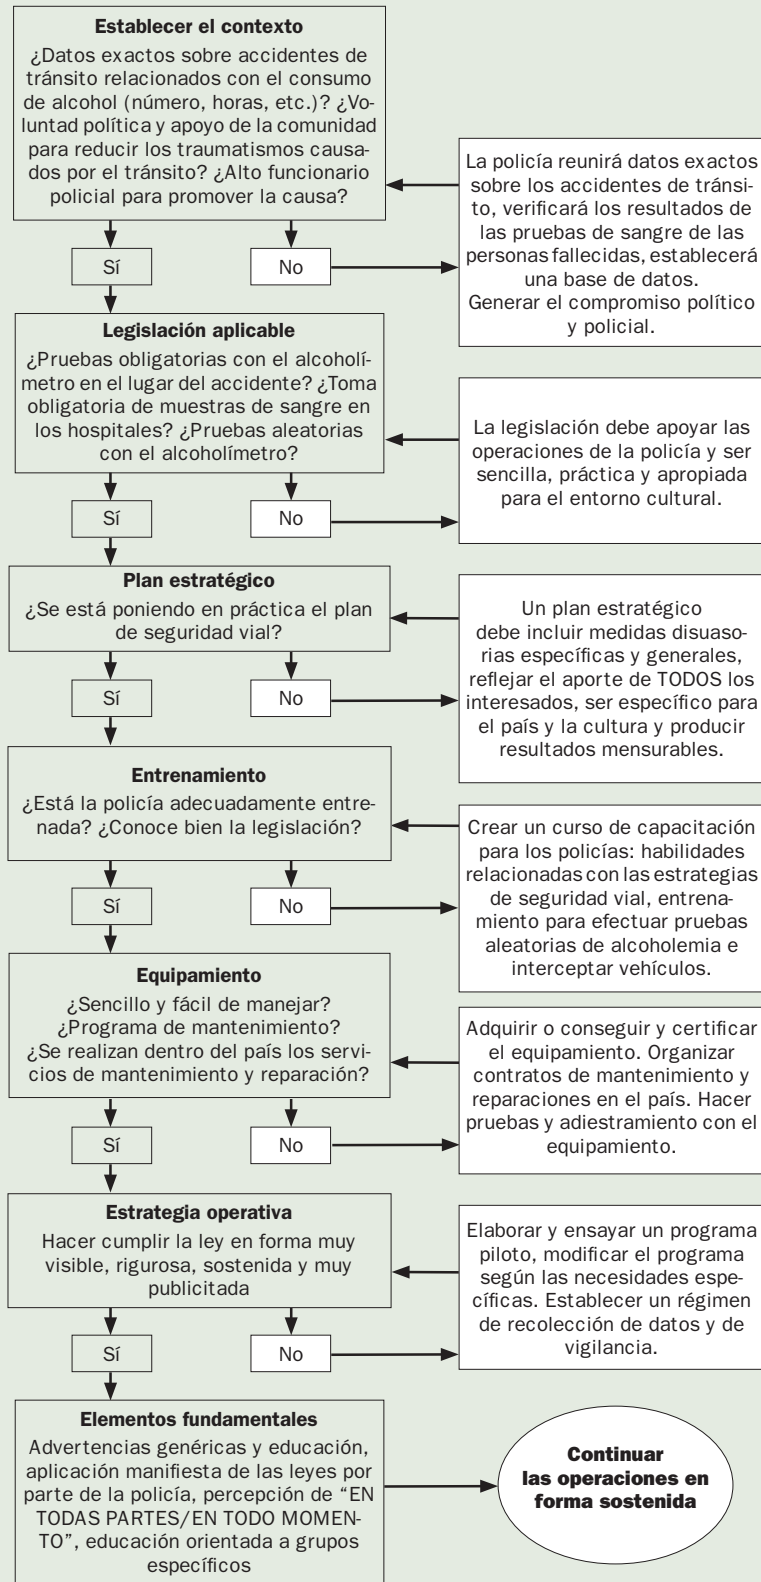 Establecer el contexto
¿Datos exactos sobre accidentes de
tránsito relacionados con el consumo
de alcohol (número, horas, etc.)? ¿Vo-
luntad política y apoyo de la comunidad
para reducir los traumatismos causa-
dos por el tránsito? ¿Alto funcionario
policial para promover la causa?
La policía reunirá datos exactos
sobre los accidentes de tránsi-
to, verificará los resultados de
las pruebas de sangre de las
personas fallecidas, establecerá
una base de datos.
Generar el compromiso político
y policial.
Sí
No
Legislación aplicable
¿Pruebas obligatorias con el alcoholí-
metro en el lugar del accidente? ¿Toma
obligatoria de muestras de sangre en
los hospitales? ¿Pruebas aleatorias
con el alcoholímetro?
La legislación debe apoyar las
operaciones de la policía y ser
sencilla, práctica y apropiada
para el entorno cultural.
Sí
No
Plan estratégico
¿Se está poniendo en práctica el plan
de seguridad vial?
Un plan estratégico
debe incluir medidas disuaso-
rias específicas y generales,
reflejar el aporte de TODOS los
interesados, ser específico para
el país y la cultura y producir
resultados mensurables.
Sí
No
Entrenamiento
¿Está la policía adecuadamente entre-
nada? ¿Conoce bien la legislación?
Crear un curso de capacitación
para los policías: habilidades
relacionadas con las estrategias
de seguridad vial, entrena-
miento para efectuar pruebas
aleatorias de alcoholemia e
interceptar vehículos.
Sí
No
Equipamiento
¿Sencillo y fácil de manejar?
¿Programa de mantenimiento?
¿Se realizan dentro del país los servi-
cios de mantenimiento y reparación?
Adquirir o conseguir y certificar
el equipamiento. Organizar
contratos de mantenimiento y
reparaciones en el país. Hacer
pruebas y adiestramiento con el
equipamiento.
Sí
No
Estrategia operativa
Hacer cumplir la ley en forma muy
visible, rigurosa, sostenida y muy
publicitada
Elaborar y ensayar un programa
piloto, modificar el programa
según las necesidades espe-
cíficas. Establecer un régimen
de recolección de datos y de
vigilancia.
Sí
No
Elementos fundamentales
Advertencias genéricas y educación,
aplicación manifiesta de las leyes por
parte de la policía, percepción de “EN
TODAS PARTES/EN TODO MOMEN-
TO”, educación orientada a grupos
específicos
Continuar
las operaciones en
forma sostenida